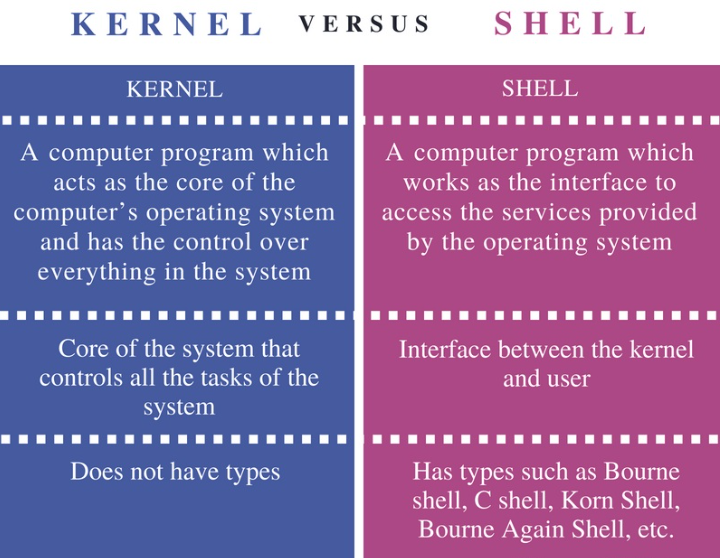 KERNEL VERSUS SHELL
KERNEL
A computer program which
acts as the core of the
computer’s operating system
and has the control over
everything in the system
Core of the system that
controls all the tasks of the
system
Does not have types
SHELL
A computer program which
works as the interface to
access the services provided
by the operating system
Interface between the kernel
and user
Has types such as Bourne
shell, C shell, Korn Shell,
Bourne Again Shell, etc.